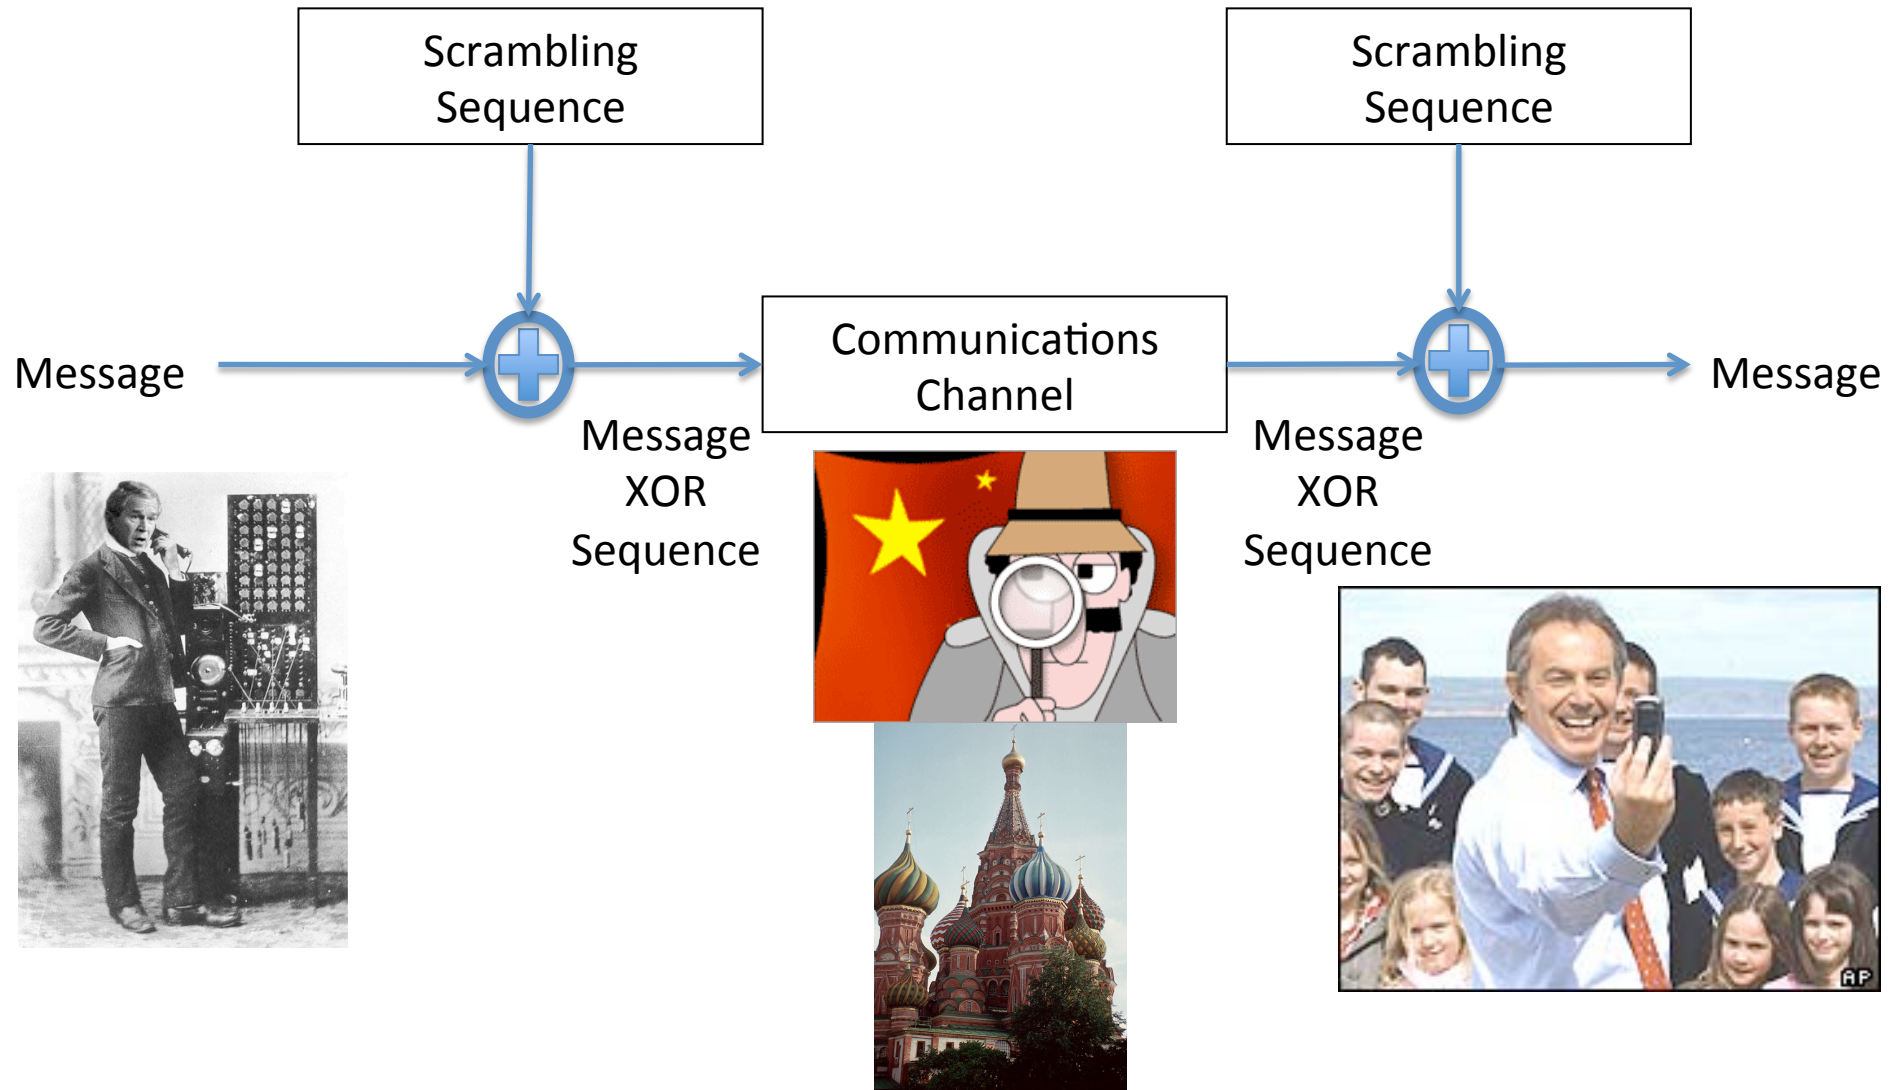 Scrambling
Sequence
Scrambling
Sequence
Message
Communications
Channel
Message
Message
XOR
Sequence
Message
XOR
Sequence
AP